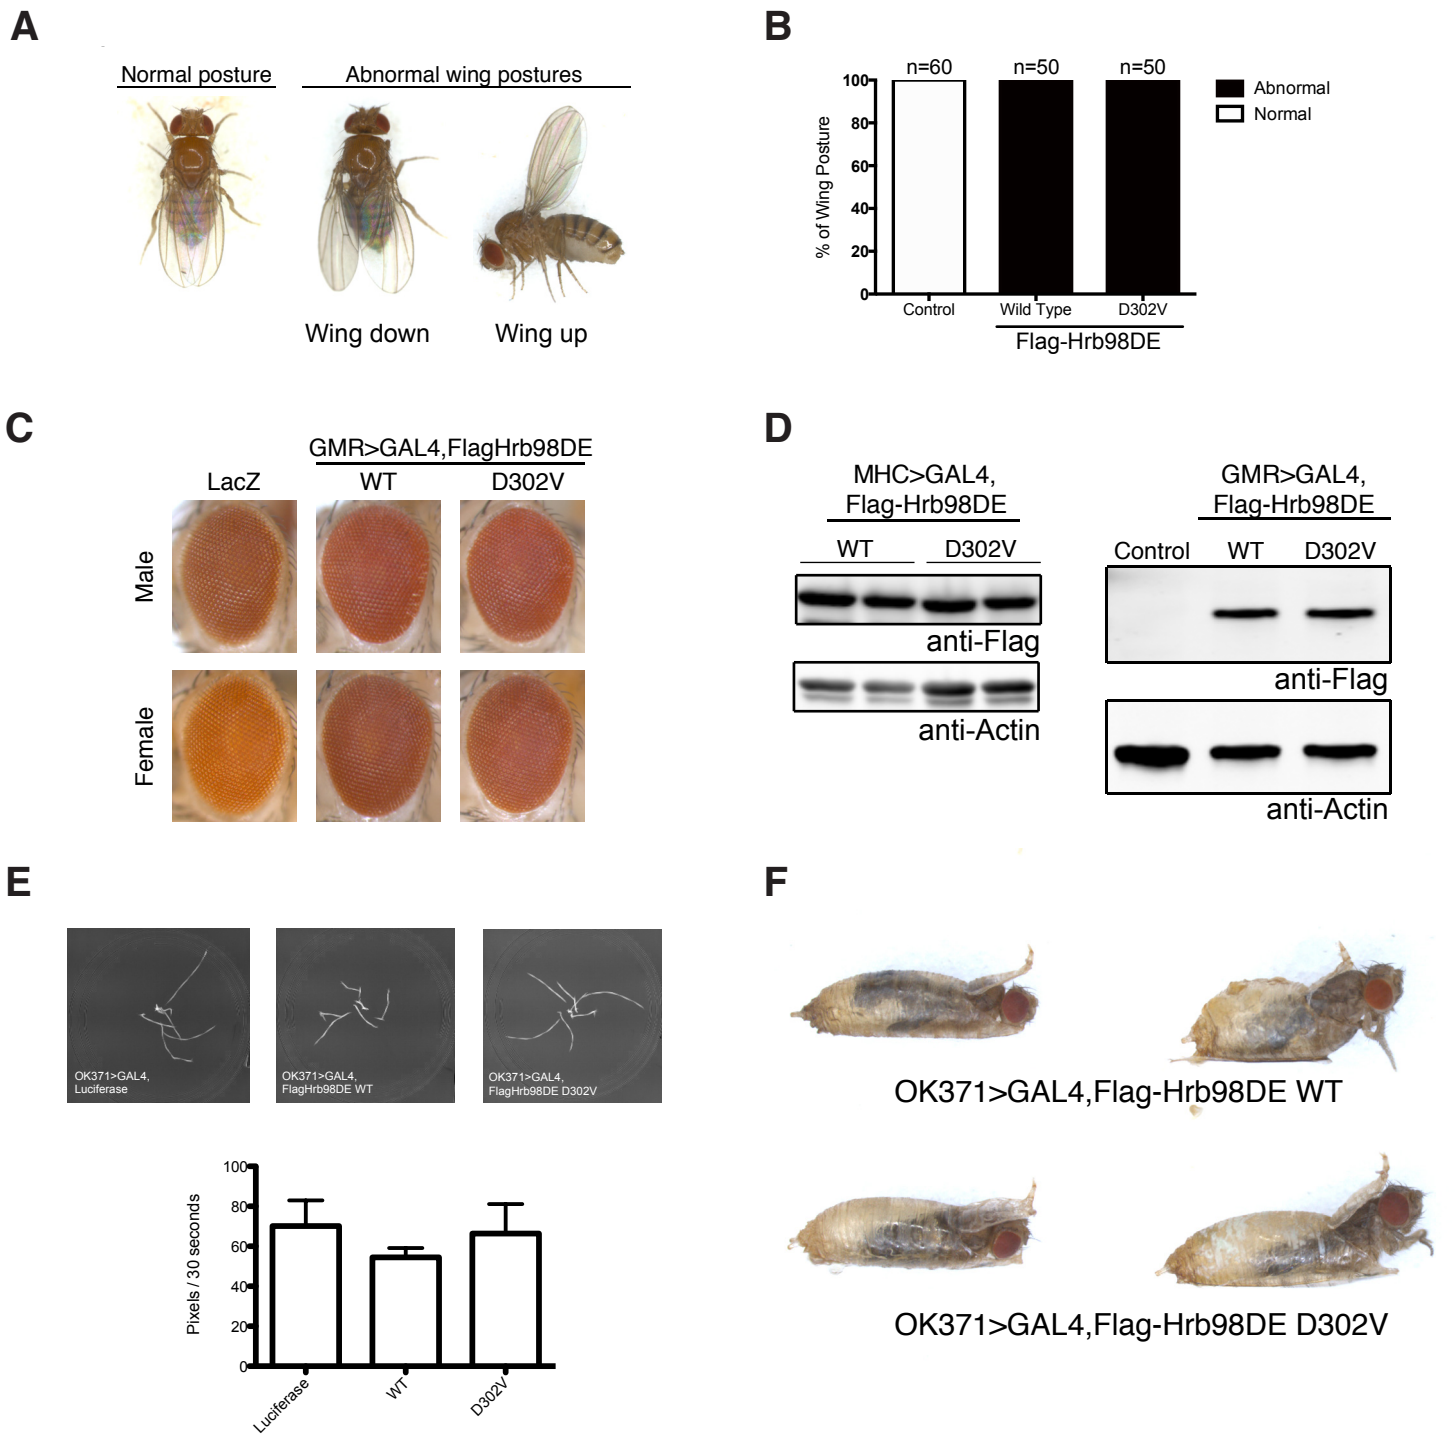 A
Normal posture
Abnormal wing postures
Wing down
Wing up
B
n=60
n=50
n=50
100
80
60
40
20
0
% of Wing Posture
Control
Wild Type
D302V
Flag-Hrb98DE
Abnormal
Normal
C
GMR>GAL4,FlagHrb98DE
LacZ
WT
D302V
Male
Female
D
MHC>GAL4,
Flag-Hrb98DE
WT
D302V
anti-Flag
anti-Actin
GMR>GAL4,
Flag-Hrb98DE
Control
WT
D302V
anti-Flag
anti-Actin
E
OK371>GAL4,
Luciferase
OK371>GAL4,
FlagHrb98DE WT
OK371>GAL4,
FlagHrb98DE D302V
100
80
60
40
20
0
Pixels / 30 seconds
Luciferase
WT
D302V
F
OK371>GAL4,Flag-Hrb98DE WT
OK371>GAL4,Flag-Hrb98DE D302V